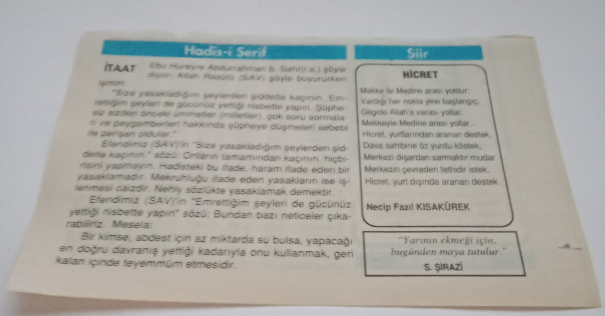 Hadis-i Şerif
İTAAT Ebu Hureyre Abdurrahman b. Sahr(r.a.) şöyle
diyor: Allah Rasülü (SAV) şöyle buyururken
işittim:
"Size yasakladığım şeylerden şiddetle kaçının. Em-
rettiğim şeyleri de gücünüz yettiği nisbette yapın. Şüphe-
siz sizden önceki ümmetler (milletler), çok soru sormala-
rı ve peygamberleri hakkında şüpheye düşmeleri sebebi
ile perişan oldular."
Efendimiz (SAV)'in "Size yasakladığım şeylerden şid-
detle kaçının." sözü: Onların tamamından kaçının, hiçbi-
risini yapmayın. Hadisteki bu ifade, haram ifade eden bir
yasaklamadır. Mekruhluğu ifade eden yasakların ise iş-
lenmesi caizdir. Nehiy sözlükte yasaklamak demektir.
Efendimiz (SAV)'in "Emrettiğim şeyleri de gücünüz
yettiği nisbette yapın" sözü: Bundan bazı neticeler çıka-
rabiliriz. Mesela:
Bir kimse, abdest için az miktarda su bulsa, yapacağı
en doğru davranış yettiği kadarıyla onu kullanmak, geri
kalan içinde teyemmüm etmesidir.
Şiir
HİCRET
Mekke ile Medine arası yoldur.
Vardığı her nokta yine başlangıç.
Gitgide Allah'a varası yollar,
Mekkeyle Medine arası yollar...
Hicret, yurtlarından aranan destek,
Dava sahibine öz yurdu köstek,
Merkezi dışardan sarmaktır mudar
Merkezin çevreden fethidir istek,
Hicret, yurt dışında aranan destek.
Necip Fazıl KISAKÜREK
"Yarının ekmeği için,
bugünden maya tutulur."
S. ŞİRAZİ